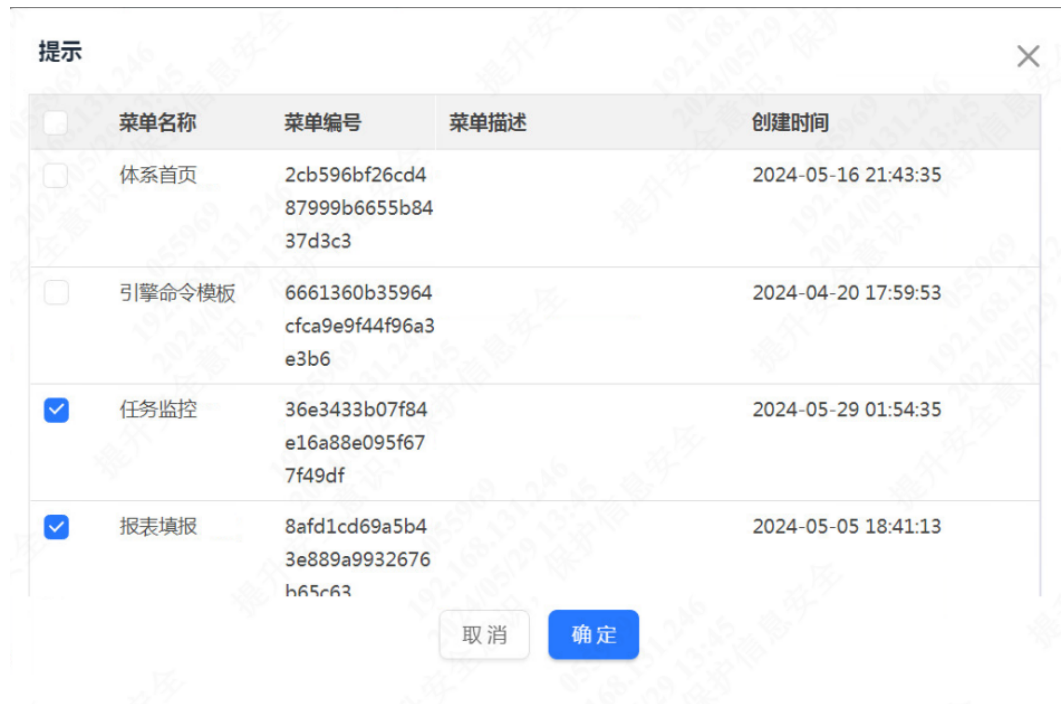 提示
菜单名称 菜单编号 菜单描述 创建时间
体系首页 2cb596bf26cd4 2024-05-16 21:43:35
87999b6655b84
37d3c3
引擎命令模板 6661360b35964 2024-04-20 17:59:53
cfca9e9f44f96a3
e3b6
任务监控 36e3433b07f84 2024-05-29 01:54:35
e16a88e095f67
7f49df
报表填报 8afd1cd69a5b4 2024-05-05 18:41:13
3e889a9932676
b65c63
取消 确定